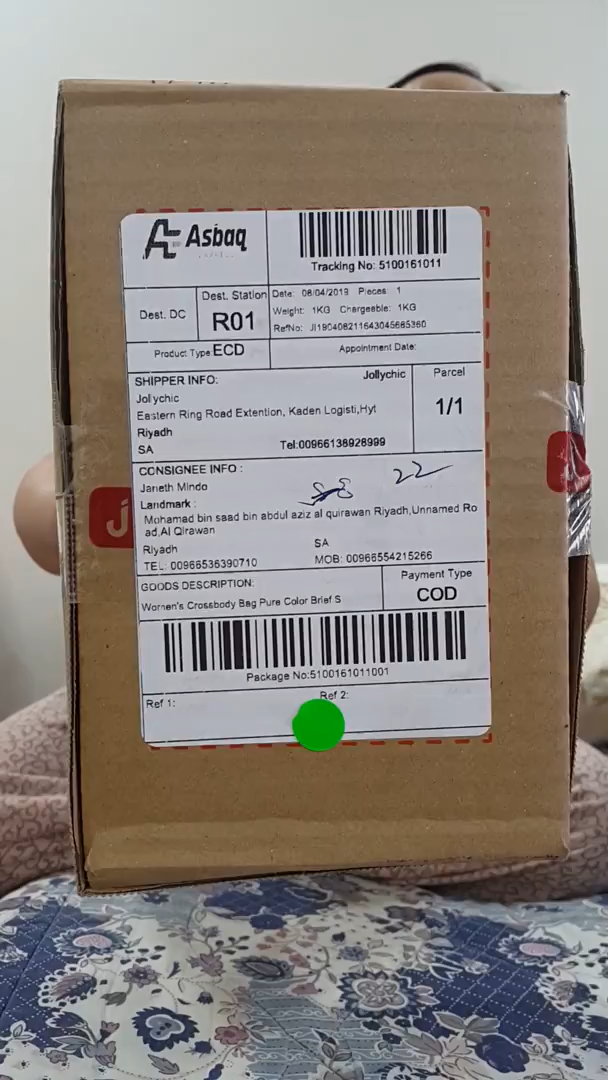 Asbaq
Tracking No: 5100161011
Dest. DC
Dest. Station
R01
Date: 08/04/2019 Pieces: 1
Weight: 1KG Chargeable: 1KG
RefNo: JI190408211643045685360
Product Type ECD
Appointment Date:
SHIPPER INFO: Jollychic
Jollychic
Eastern Ring Road Extention, Kaden Logisti,Hyt
Riyadh
SA Tel:00966138928999
Parcel
1/1
CONSIGNEE INFO :
Janeth Mindo
22
Landmark :
Mohamad bin saad bin abdul aziz al quirawan Riyadh,Unnamed Ro
ad,Al Qirawan
Riyadh SA
TEL: 00966536390710 MOB: 00966554215266
GOODS DESCRIPTION:
Women's Crossbody Bag Pure Color Brief S
Payment Type
COD
Package No:5100161011001
Ref 1: Ref 2:
j